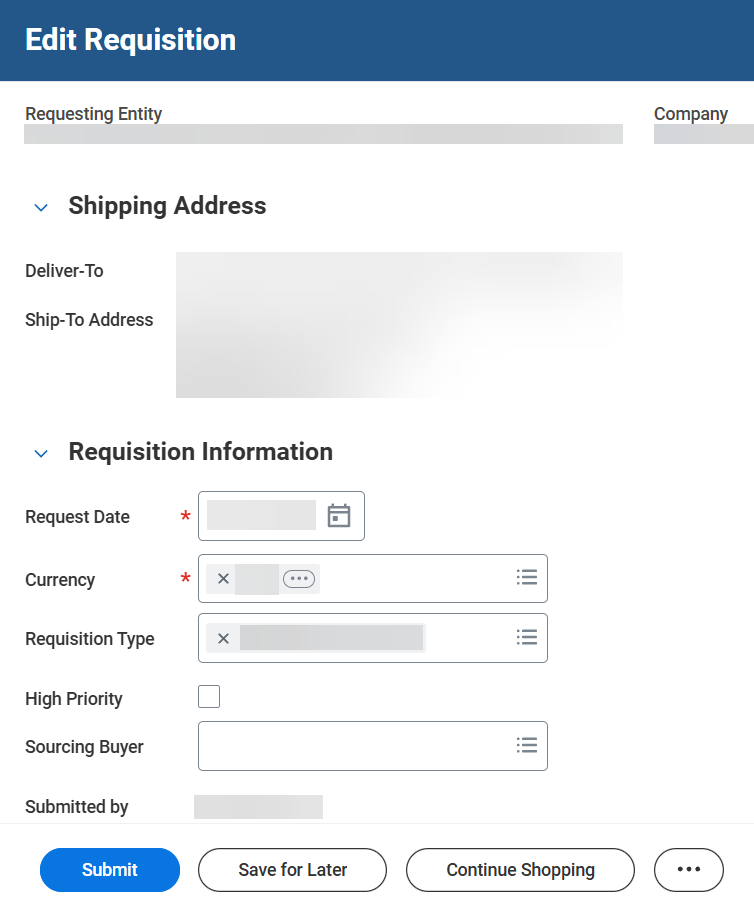 Edit Requisition
Requesting Entity
Company
Shipping Address
Deliver-To
Ship-To Address
Requisition Information
Request Date *
Currency *
Requisition Type
High Priority
Sourcing Buyer
Submitted by
Submit
Save for Later
Continue Shopping